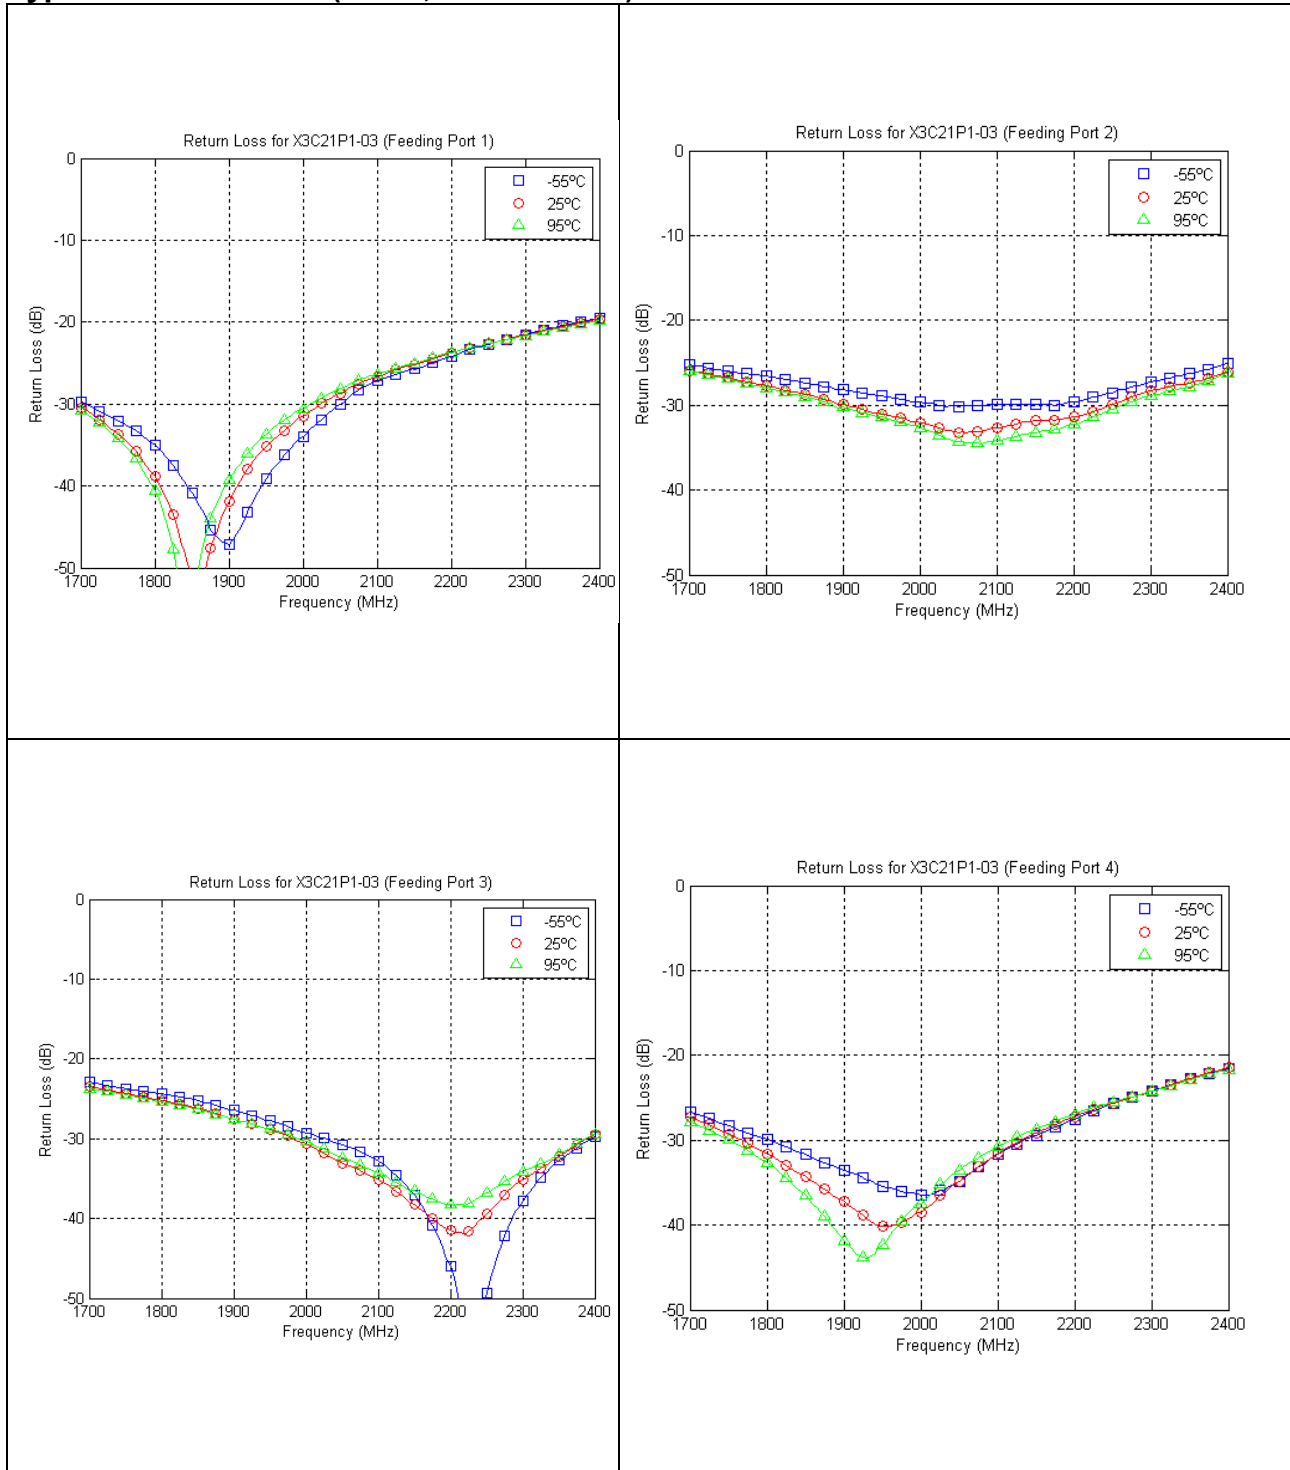 Return Loss for X3C21P1-03 (Feeding Port 1)
0
-10
-20
-30
-40
-50
Return Loss (dB)
-55ºC
25ºC
95ºC
1700 1800 1900 2000 2100 2200 2300 2400
Frequency (MHz)
Return Loss for X3C21P1-03 (Feeding Port 2)
0
-10
-20
-30
-40
-50
Return Loss (dB)
-55ºC
25ºC
95ºC
1700 1800 1900 2000 2100 2200 2300 2400
Frequency (MHz)
Return Loss for X3C21P1-03 (Feeding Port 3)
0
-10
-20
-30
-40
-50
Return Loss (dB)
-55ºC
25ºC
95ºC
1700 1800 1900 2000 2100 2200 2300 2400
Frequency (MHz)
Return Loss for X3C21P1-03 (Feeding Port 4)
0
-10
-20
-30
-40
-50
Return Loss (dB)
-55ºC
25ºC
95ºC
1700 1800 1900 2000 2100 2200 2300 2400
Frequency (MHz)